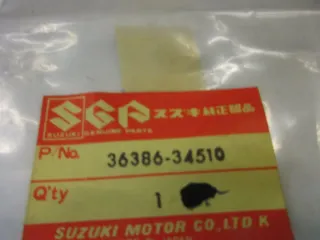 SGP スズキ純正部品
SUZUKI GENUINE PARTS
P/No. 36386-34510
Q'ty 1
SUZUKI MOTOR CO.,LTD